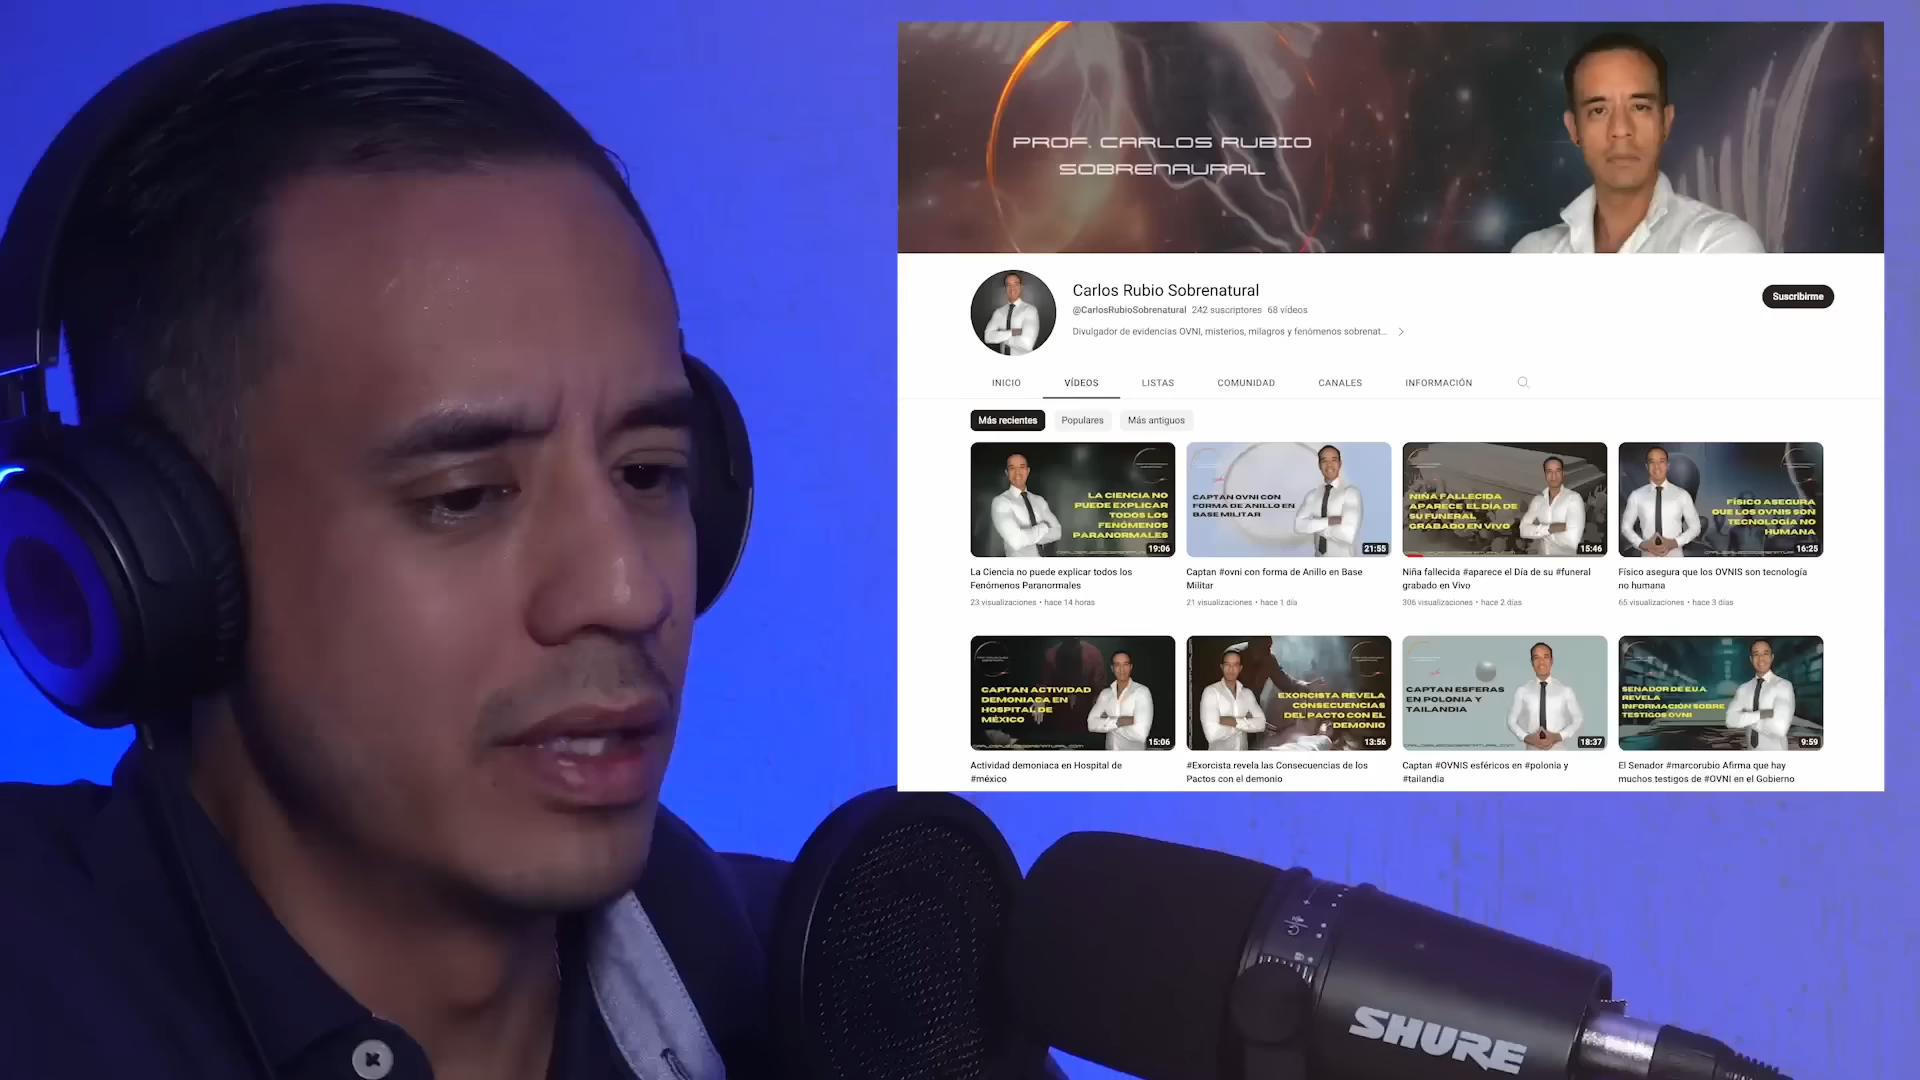 PROF. CARLOS RUBIO
SOBRENAURAL
Carlos Rubio Sobrenatural
@CarlosRubioSobrenatural 242 suscriptores 68 vídeos
Divulgador de evidencias OVNI, misterios, milagros y fenómenos sobrenat...
Suscribirme
INICIO VÍDEOS LISTAS COMUNIDAD CANALES INFORMACIÓN
Más recientes Populares Más antiguos
LA CIENCIA NO
PUEDE EXPLICAR
TODOS LOS
FENÓMENOS
PARANORMALES
19:06
CAPTAN OVNI CON
FORMA DE ANILLO EN
BASE MILITAR
21:55
NIÑA FALLECIDA
APARECE EL DÍA DE
SU FUNERAL
GRABADO EN VIVO
15:46
FÍSICO ASEGURA
QUE LOS OVNIS SON
TECNOLOGÍA NO
HUMANA
16:25
La Ciencia no puede explicar todos los
Fenómenos Paranormales
23 visualizaciones • hace 14 horas
Captan #ovni con forma de Anillo en Base
Militar
21 visualizaciones • hace 1 día
Niña fallecida #aparece el Día de su #funeral
grabado en Vivo
306 visualizaciones • hace 2 días
Físico asegura que los OVNIS son tecnología
no humana
65 visualizaciones • hace 3 días
CAPTAN ACTIVIDAD
DEMONIACA EN
HOSPITAL DE
MÉXICO
CARLOSRUBIOSOBRENATURAL.COM
15:06
EXORCISTA REVELA
CONSECUENCIAS
DEL PACTO CON EL
DEMONIO
13:56
CAPTAN ESFERAS
EN POLONIA Y
TAILANDIA
18:37
SENADOR DE E.U.A
REVELA
INFORMACIÓN SOBRE
TESTIGOS OVNI
9:59
Actividad demoniaca en Hospital de
#méxico
#Exorcista revela las Consecuencias de los
Pactos con el demonio
Captan #OVNIS esféricos en #polonia y
#tailandia
El Senador #marcorubio Afirma que hay
muchos testigos de #OVNI en el Gobierno
SHURE